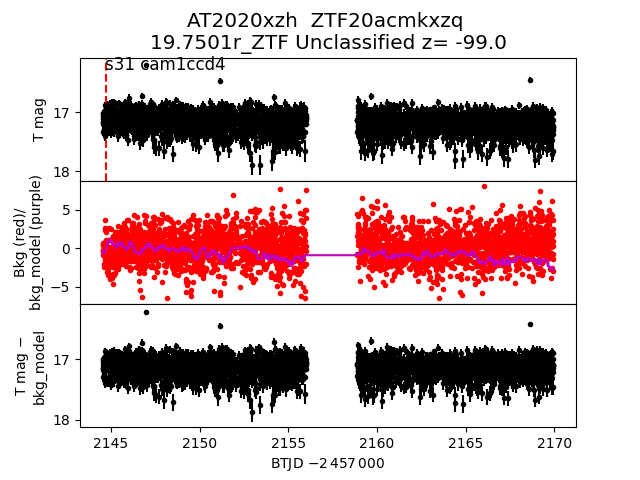 AT2020xzh  ZTF20acmkxzq
19.7501r_ZTF Unclassified z= -99.0
s31 cam1ccd4
17
18
T mag
5
0
−5
Bkg (red)/
bkg_model (purple)
17
18
T mag −
bkg_model
2145 2150 2155 2160 2165 2170
BTJD −2 457 000